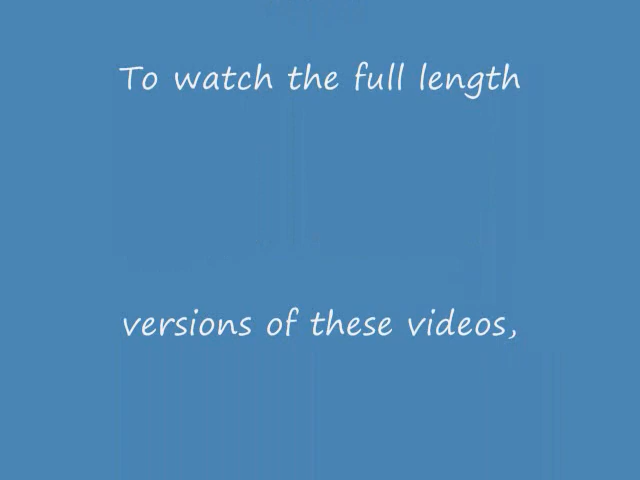 To watch the full length
versions of these videos,